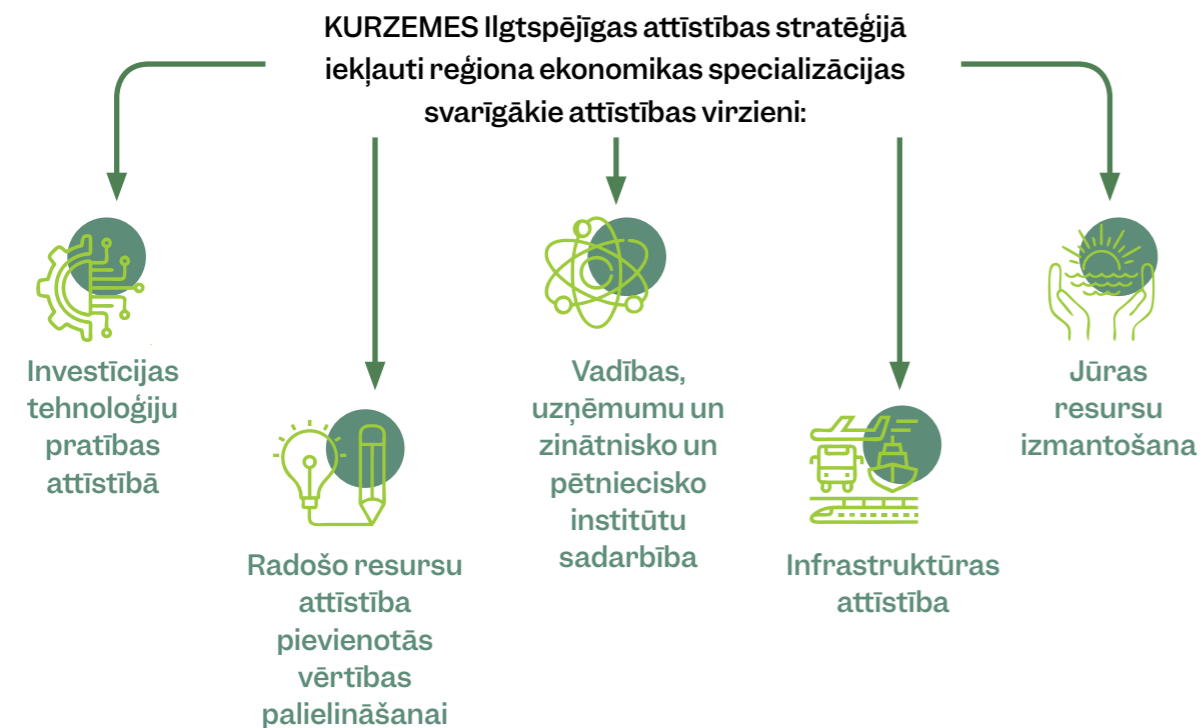 KURZEMES Ilgtspējīgas attīstības stratēģijā
iekļauti reģiona ekonomikas specializācijas
svarīgākie attīstības virzieni:
Investīcijas
tehnoloģiju
pratības
attīstībā
Radošo resursu
attīstība
pievienotās
vērtības
palielināšanai
Vadības,
uzņēmumu un
zinātnisko un
pētniecisko
institūtu
sadarbība
Infrastruktūras
attīstība
Jūras
resursu
izmantošana